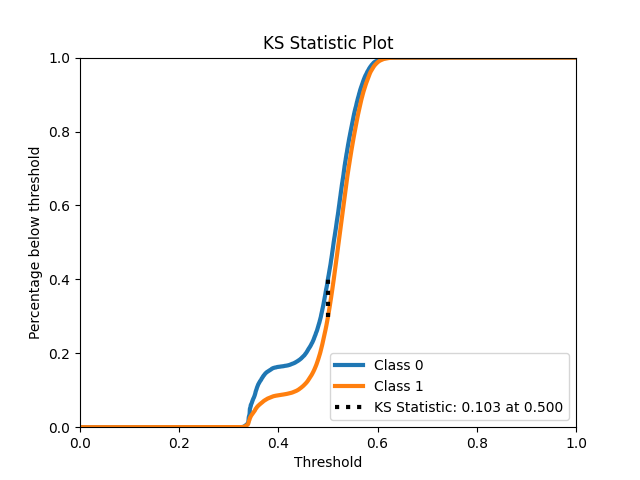 KS Statistic Plot
1.0
0.8
0.6
0.4
0.2
0.0
Percentage below threshold
Class 0
Class 1
KS Statistic: 0.103 at 0.500
0.0 0.2 0.4 0.6 0.8 1.0
Threshold